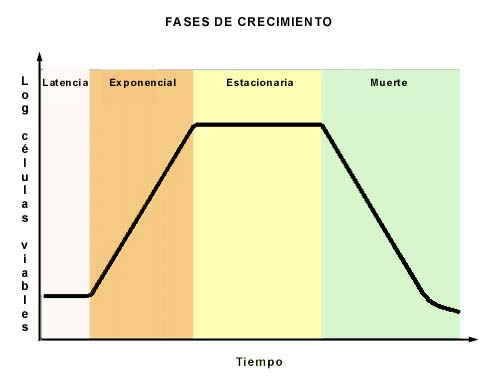 FASES DE CRECIMIENTO
Latencia
Exponencial
Estacionaria
Muerte
Log células viables
Tiempo